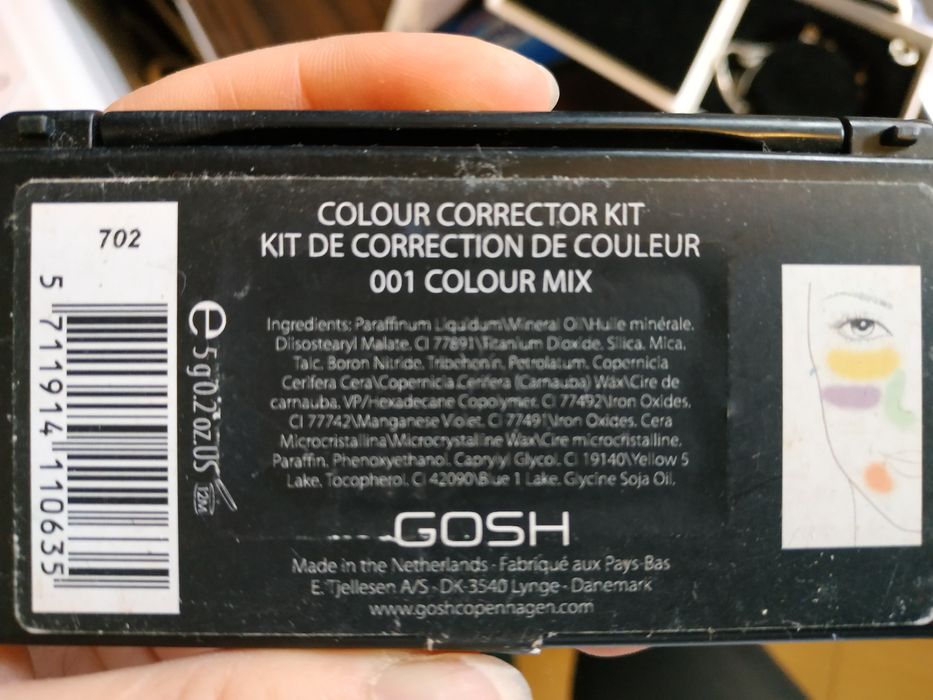 702
5 711914 110635
e 5 g 0.2 oz.US
12M
COLOUR CORRECTOR KIT
KIT DE CORRECTION DE COULEUR
001 COLOUR MIX
Ingredients: Paraffinum Liquidum\Mineral Oil\Huile minérale,
Diisostearyl Malate, CI 77891\Titanium Dioxide, Silica, Mica,
Talc, Boron Nitride, Tribehenin, Petrolatum, Copernicia
Cerifera Cera\Copernicia Cerifera (Carnauba) Wax\Cire de
carnauba, VP/Hexadecane Copolymer, CI 77492\Iron Oxides,
CI 77742\Manganese Violet, CI 77491\Iron Oxides, Cera
Microcristallina\Microcrystalline Wax\Cire microcristalline,
Paraffin, Phenoxyethanol, Caprylyl Glycol, CI 19140\Yellow 5
Lake, Tocopherol, CI 42090\Blue 1 Lake, Glycine Soja Oil.
GOSH
Made in the Netherlands - Fabriqué aux Pays-Bas
E. Tjellesen A/S - DK-3540 Lynge - Danemark
www.goshcopenhagen.com